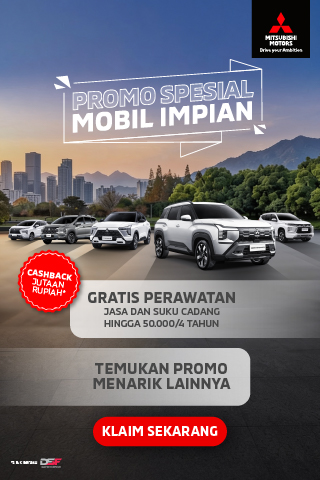 MITSUBISHI
MOTORS
Drive your Ambition
PROMO SPESIAL
MOBIL IMPIAN
CASHBACK
JUTAAN
RUPIAH*
GRATIS PERAWATAN
JASA DAN SUKU CADANG
HINGGA 50.000/4 TAHUN
TEMUKAN PROMO
MENARIK LAINNYA
KLAIM SEKARANG